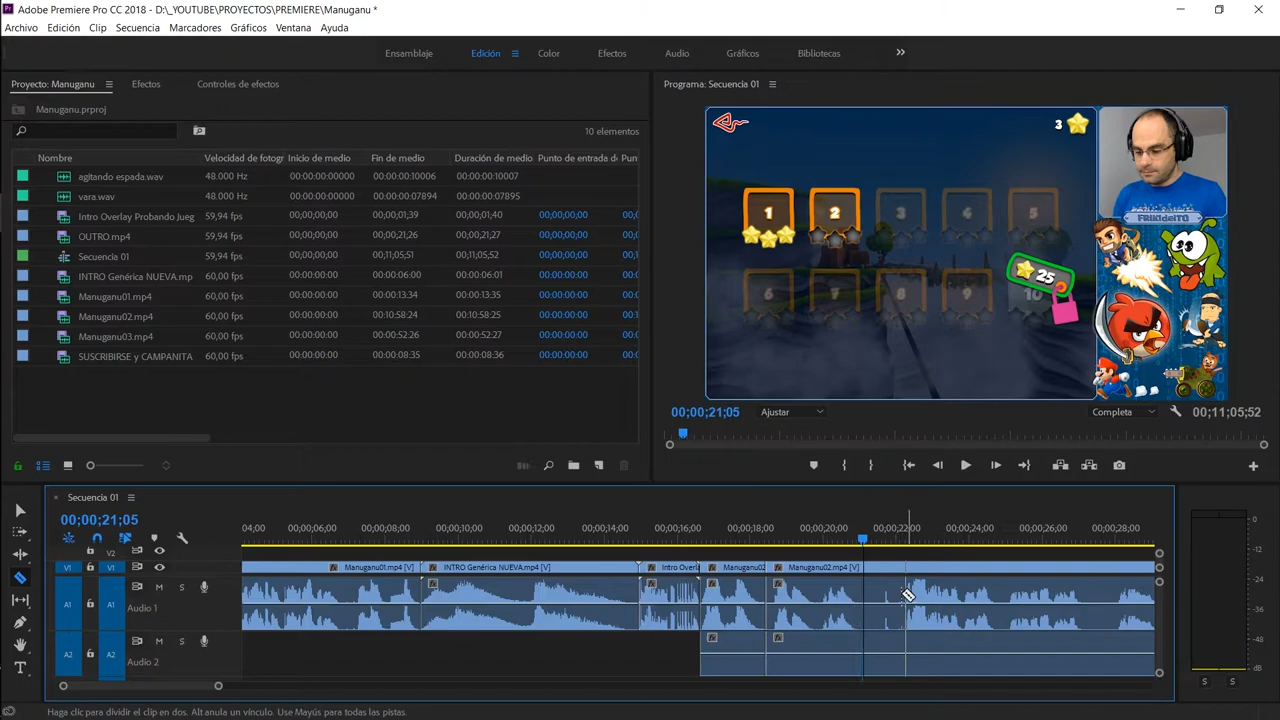 Adobe Premiere Pro CC 2018 - D:\_YOUTUBE\PROYECTOS\PREMIERE\Manuganu *
Archivo Edición Clip Secuencia Marcadores Gráficos Ventana Ayuda
Ensamblaje Edición Color Efectos Audio Gráficos Bibliotecas
Proyecto: Manuganu Efectos Controles de efectos
Manuganu.prproj
10 elementos
Nombre Velocidad de fotogr Inicio de medio Fin de medio Duración de medio Punto de entrada de Pun
agitando espada.wav 48.000 Hz 00:00:00:00000 00:00:00:10006 00:00:00:10007
vara.wav 48.000 Hz 00:00:00:00000 00:00:00:07894 00:00:00:07895
Intro Overlay Probando Jueg 59,94 fps 00;00;00;00 00;00;01;39 00;00;01;40 00;00;00;00 00;
OUTRO.mp4 59,94 fps 00;00;00;00 00;00;21;26 00;00;21;27 00;00;00;00 00;
Secuencia 01 59,94 fps 00;00;00;00 00;11;05;51 00;11;05;52 00;00;00;00 00;
INTRO Genérica NUEVA.mp 60,00 fps 00:00:00:00 00:00:06:00 00:00:06:01 00:00:00:00 00:
Manuganu01.mp4 60,00 fps 00:00:00:00 00:00:13:34 00:00:13:35 00:00:00:00 00:
Manuganu02.mp4 60,00 fps 00:00:00:00 00:10:58:24 00:10:58:25 00:00:00:00 00:
Manuganu03.mp4 60,00 fps 00:00:00:00 00:00:52:26 00:00:52:27 00:00:00:00 00:
SUSCRIBIRSE y CAMPANITA 60,00 fps 00:00:00:00 00:00:08:35 00:00:08:36 00:00:00:00 00:
Programa: Secuencia 01
3
1 2 3 4 5
6 7 8 9 10
25
FRIKIdelTO
00;00;21;05 Ajustar Completa 00;11;05;52
Secuencia 01
00;00;21;05
04;00 00;00;06;00 00;00;08;00 00;00;10;00 00;00;12;00 00;00;14;00 00;00;16;00 00;00;18;00 00;00;20;00 00;00;22;00 00;00;24;00 00;00;26;00 00;00;28;00
V2
V1 V1 Manuganu01.mp4 [V] INTRO Genérica NUEVA.mp4 [V] Intro Overl Manuganu02 Manuganu02.mp4 [V]
A1 A1 M S
Audio 1
A2 A2 M S
Audio 2
0
-12
-24
-36
-48
dB
S S
Haga clic para dividir el clip en dos. Alt anula un vínculo. Use Mayús para todas las pistas.